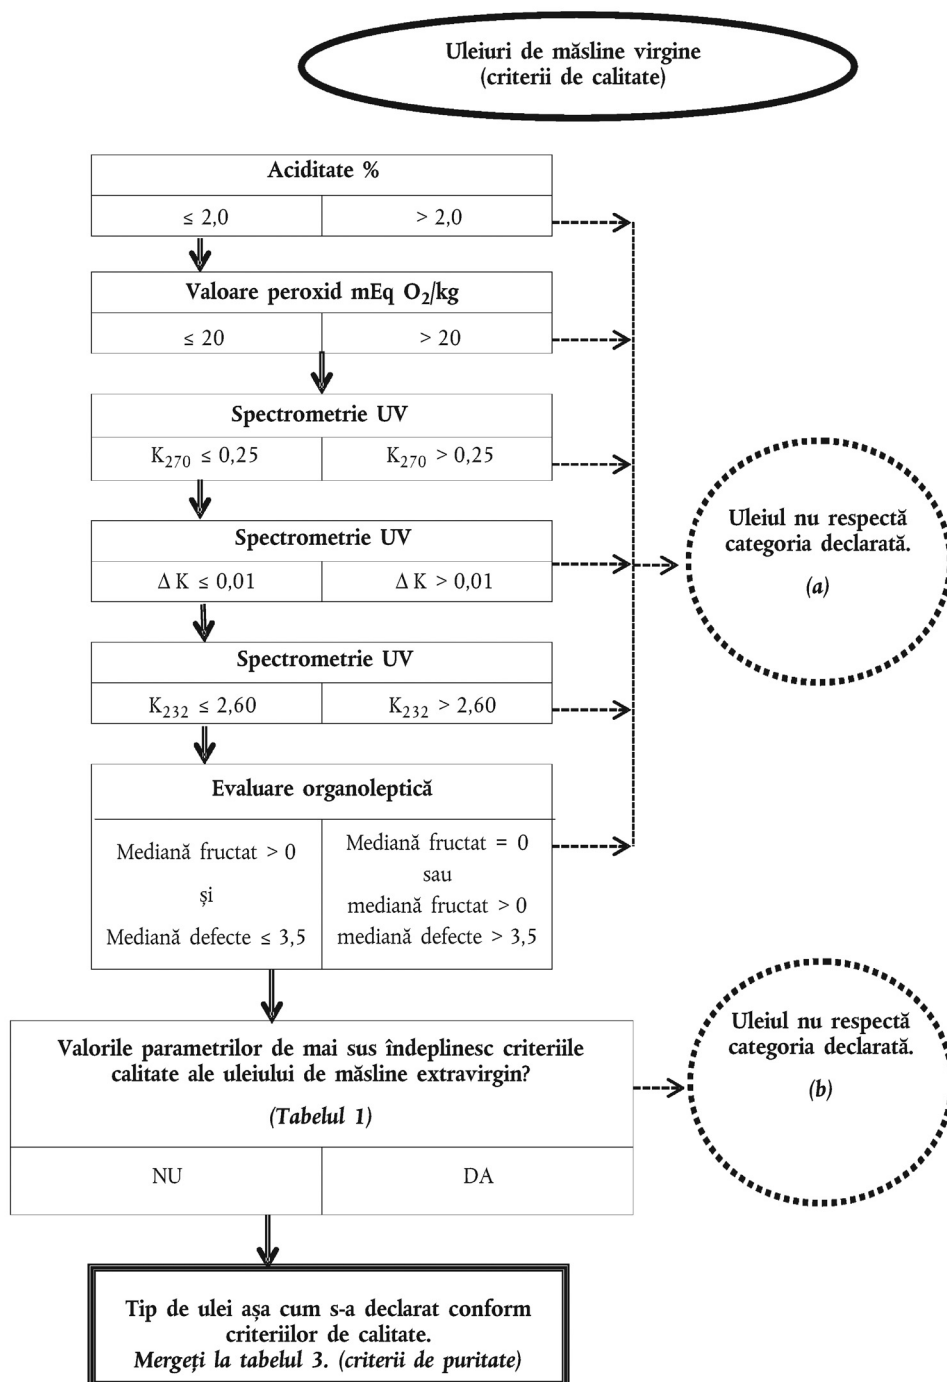 Uleiuri de măsline virgine
(criterii de calitate)
Aciditate %
≤ 2,0
> 2,0
Valoare peroxid mEq O₂/kg
≤ 20
> 20
Spectrometrie UV
K₂₇₀ ≤ 0,25
K₂₇₀ > 0,25
Spectrometrie UV
Δ K ≤ 0,01
Δ K > 0,01
Spectrometrie UV
K₂₃₂ ≤ 2,60
K₂₃₂ > 2,60
Evaluare organoleptică
Mediană fructat > 0
și
Mediană defecte ≤ 3,5
Mediană fructat = 0
sau
mediană fructat > 0
mediană defecte > 3,5
Uleiul nu respectă
categoria declarată.
(a)
Valorile parametrilor de mai sus îndeplinesc criteriile
calitate ale uleiului de măsline extravirgin?
(Tabelul 1)
NU
DA
Uleiul nu respectă
categoria declarată.
(b)
Tip de ulei așa cum s-a declarat conform
criteriilor de calitate.
Mergeți la tabelul 3. (criterii de puritate)